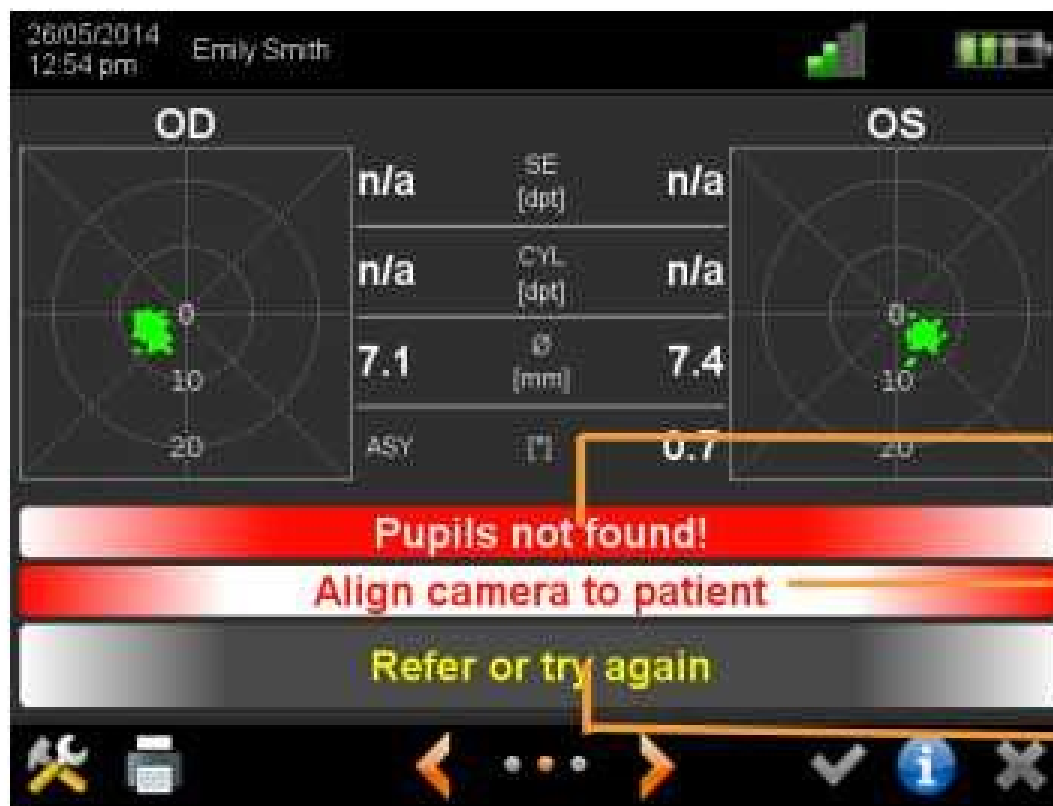 26/05/2014
12:54 pm
Emily Smith
OD
OS
n/a
SE
[dpt]
n/a
n/a
CYL
[dpt]
n/a
7.1
Ø
[mm]
7.4
ASY
[°]
0.7
0
10
20
0
10
20
Pupils not found!
Align camera to patient
Refer or try again